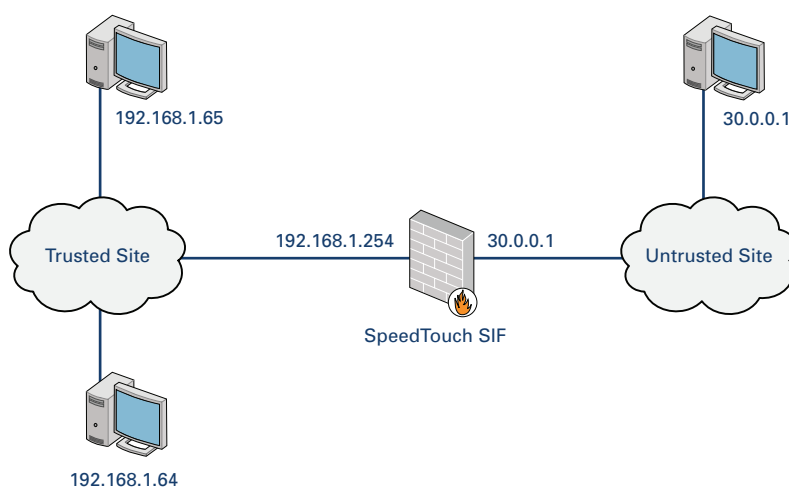 192.168.1.65
30.0.0.1
Trusted Site
192.168.1.254
30.0.0.1
Untrusted Site
SpeedTouch SIF
192.168.1.64